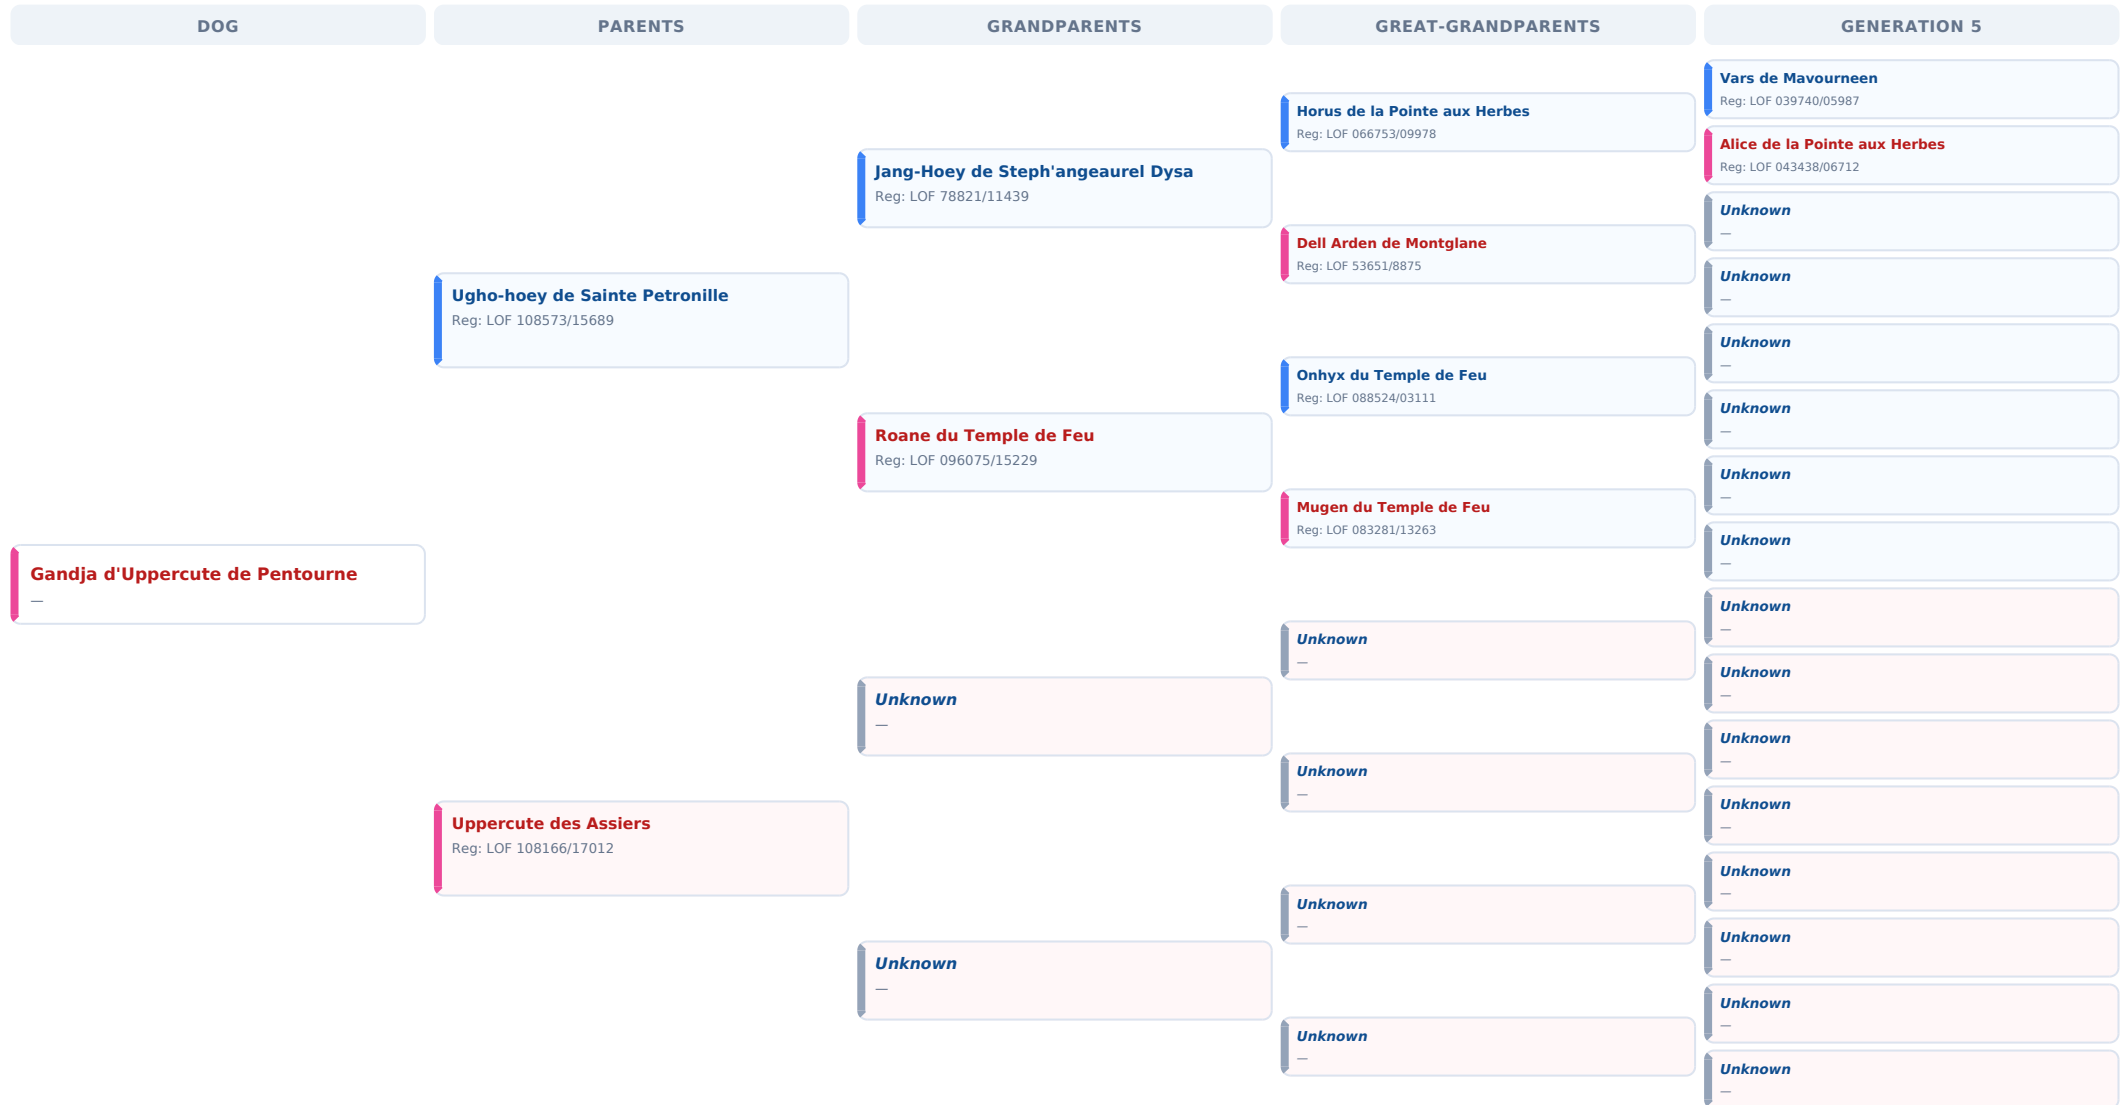 DOG
PARENTS
GRANDPARENTS
GREAT-GRANDPARENTS
GENERATION 5
Gandja d'Uppercute de Pentourne
—
Ugho-hoey de Sainte Petronille
Reg: LOF 108573/15689
Uppercute des Assiers
Reg: LOF 108166/17012
Jang-Hoey de Steph'angeaurel Dysa
Reg: LOF 78821/11439
Roane du Temple de Feu
Reg: LOF 096075/15229
Unknown
—
Unknown
—
Horus de la Pointe aux Herbes
Reg: LOF 066753/09978
Dell Arden de Montglane
Reg: LOF 53651/8875
Onhyx du Temple de Feu
Reg: LOF 088524/03111
Mugen du Temple de Feu
Reg: LOF 083281/13263
Unknown
—
Unknown
—
Unknown
—
Unknown
—
Vars de Mavourneen
Reg: LOF 039740/05987
Alice de la Pointe aux Herbes
Reg: LOF 043438/06712
Unknown
—
Unknown
—
Unknown
—
Unknown
—
Unknown
—
Unknown
—
Unknown
—
Unknown
—
Unknown
—
Unknown
—
Unknown
—
Unknown
—
Unknown
—
Unknown
—